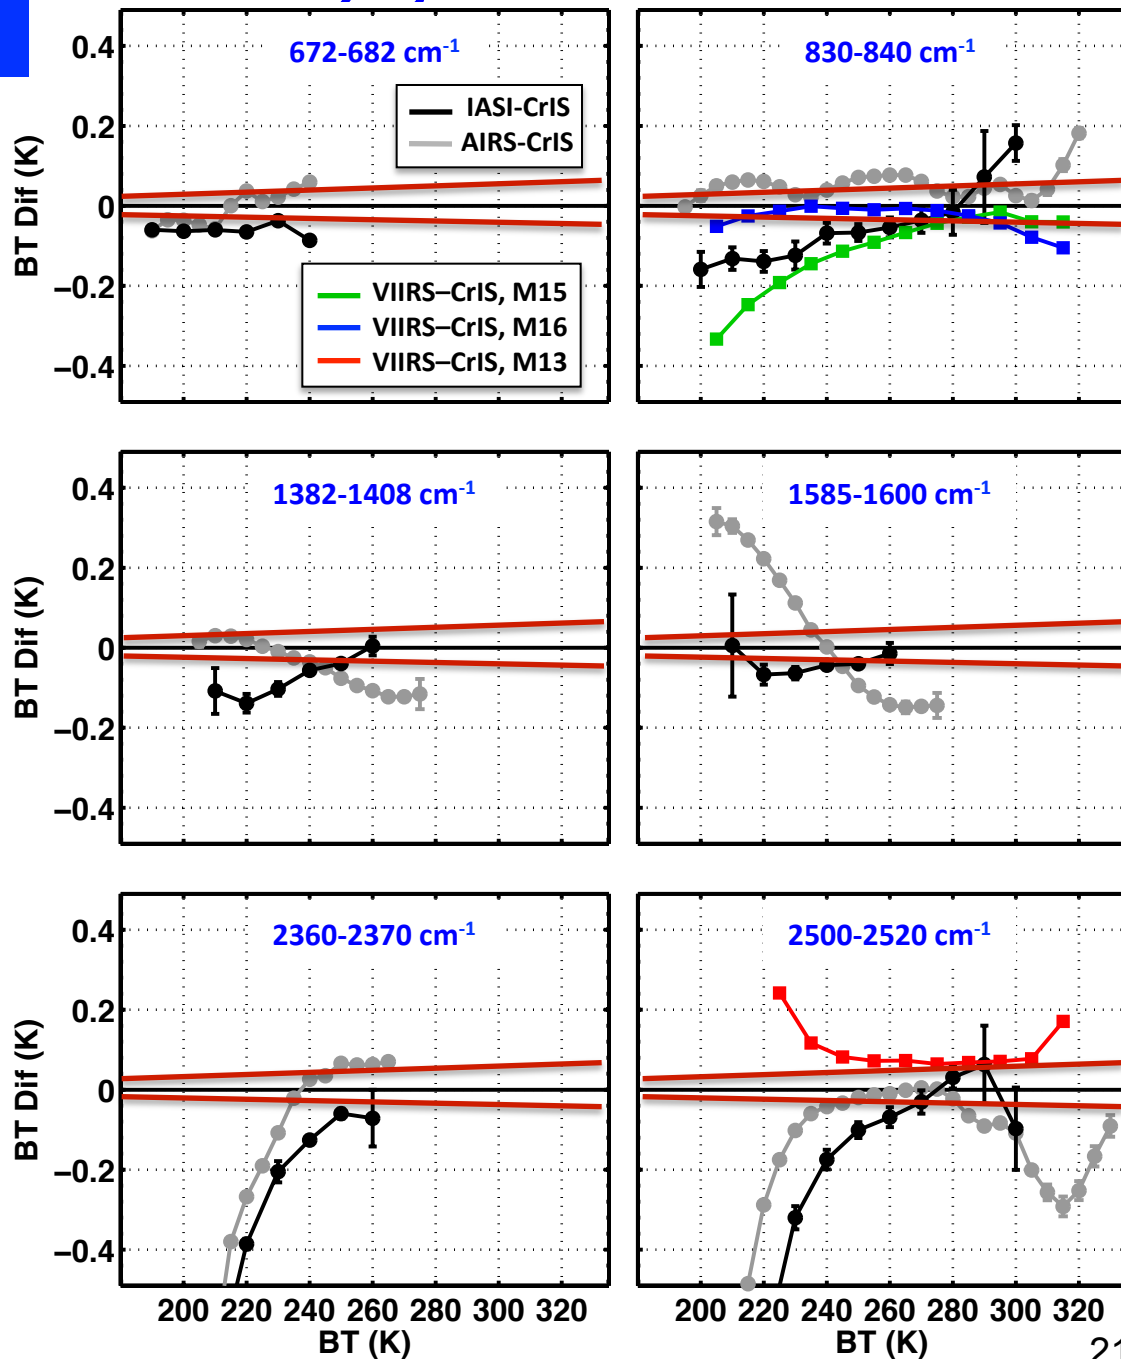 672-682 cm-1
830-840 cm-1
IASI-CrIS
AIRS-CrIS
VIIRS–CrIS, M15
VIIRS–CrIS, M16
VIIRS–CrIS, M13
BT Dif (K)
0.4
0.2
0
−0.2
−0.4
1382-1408 cm-1
1585-1600 cm-1
BT Dif (K)
0.4
0.2
0
−0.2
−0.4
2360-2370 cm-1
2500-2520 cm-1
BT Dif (K)
0.4
0.2
0
−0.2
−0.4
200 220 240 260 280 300 320
200 220 240 260 280 300 320
BT (K)
BT (K)
21